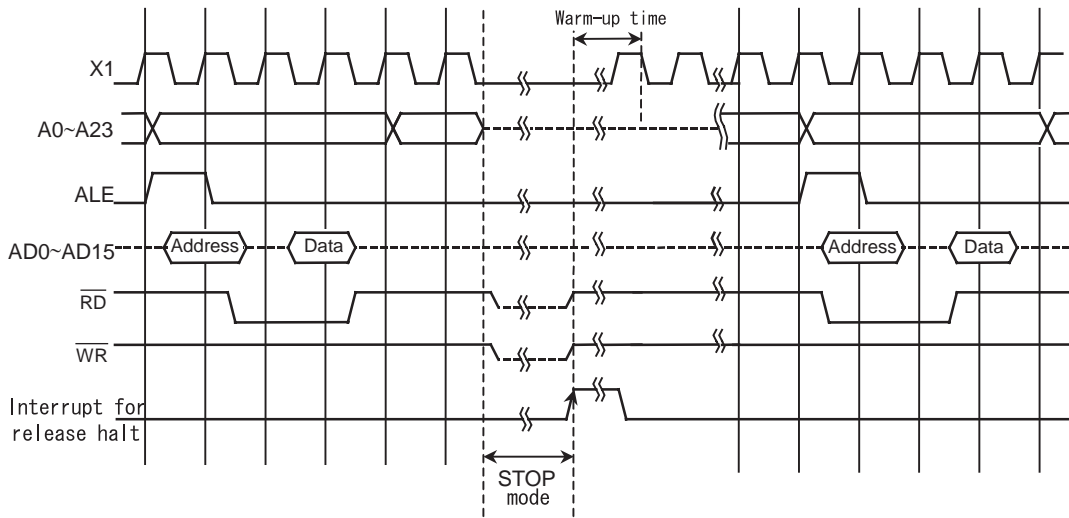 Warm-up time
X1
A0~A23
ALE
AD0~AD15 Address Data Address Data
RD
WR
Interrupt for
release halt
STOP
mode